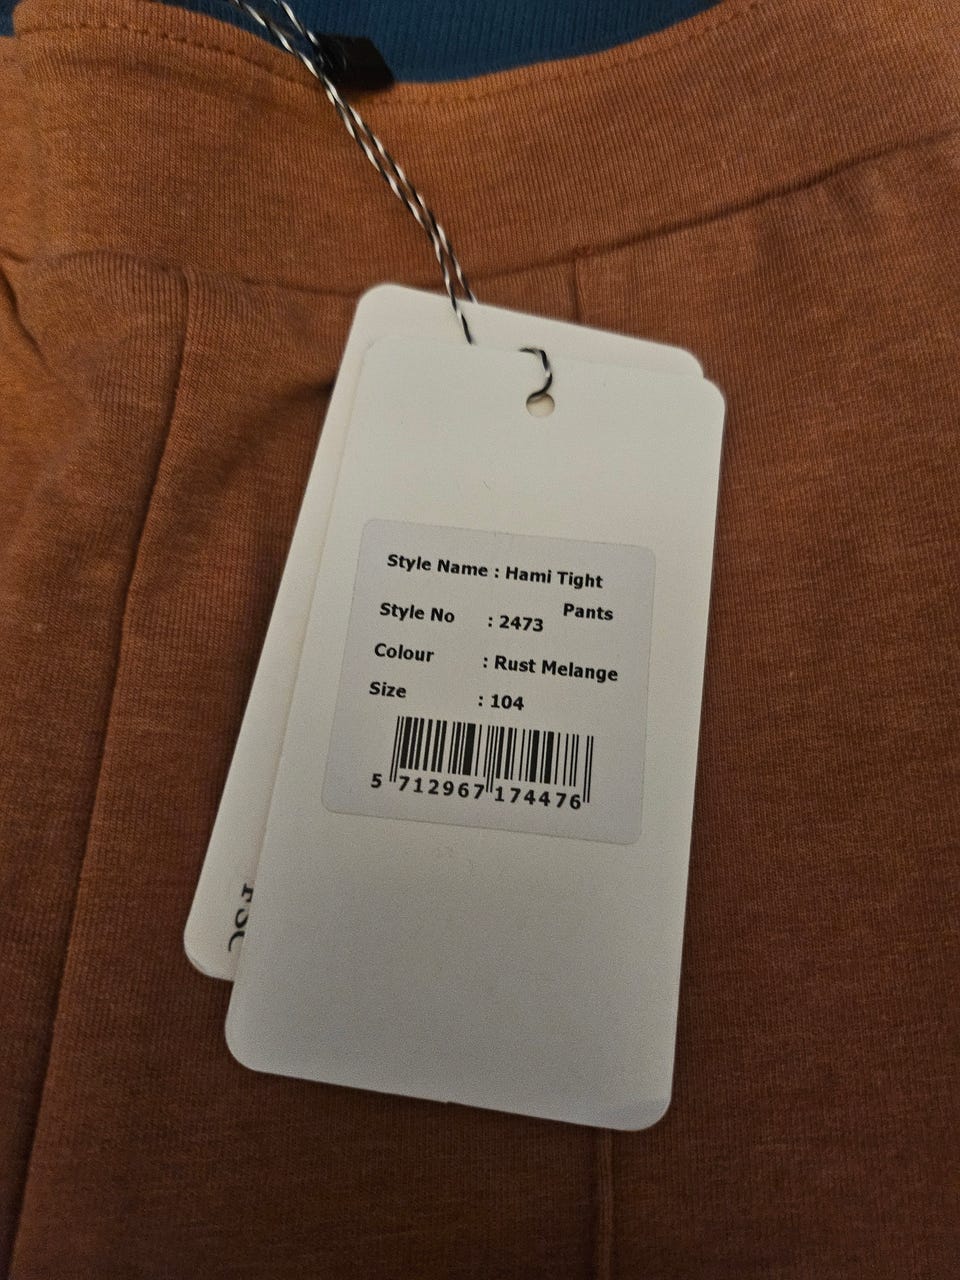 Style Name : Hami Tight
Pants
Style No : 2473
Colour : Rust Melange
Size : 104
5 712967 174476